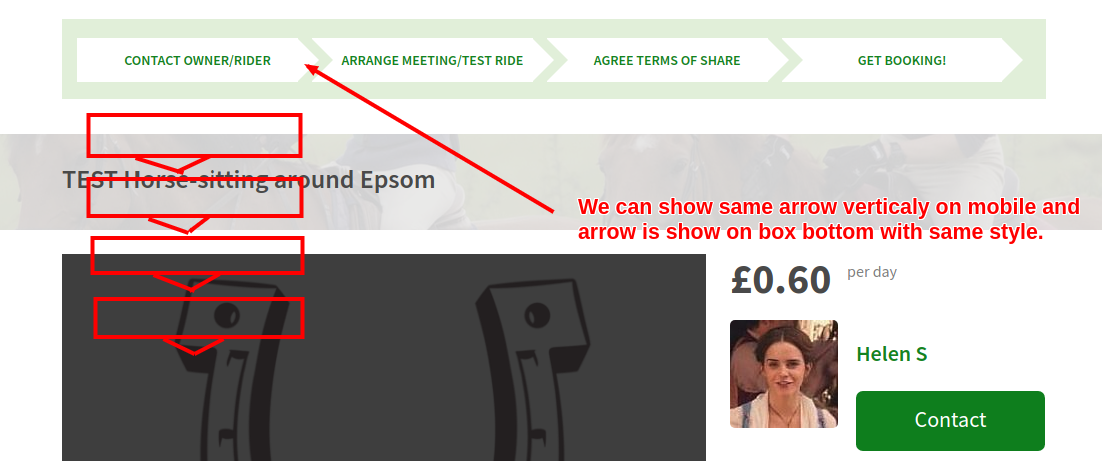 CONTACT OWNER/RIDER
ARRANGE MEETING/TEST RIDE
AGREE TERMS OF SHARE
GET BOOKING!
TEST Horse-sitting around Epsom
We can show same arrow verticaly on mobile and
arrow is show on box bottom with same style.
£0.60 per day
Helen S
Contact